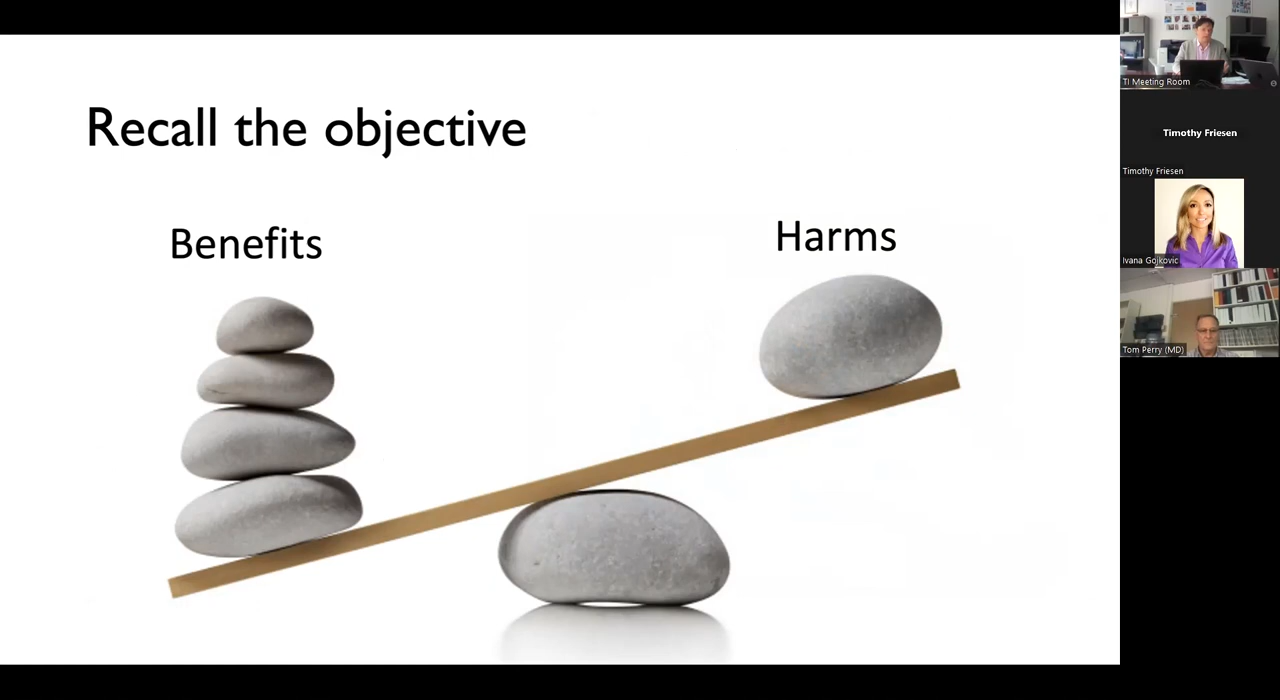 Recall the objective
Benefits
Harms
TI Meeting Room
Timothy Friesen
Timothy Friesen
Ivana Gojkovic
Tom Perry (MD)